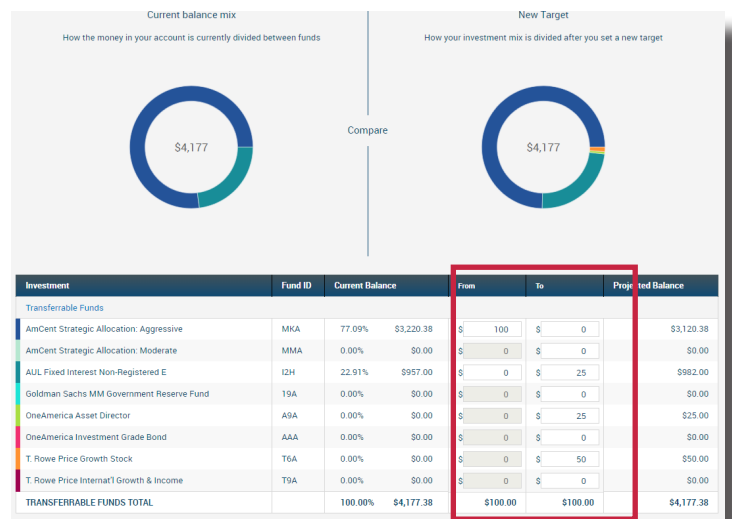 Current balance mix
New Target
How the money in your account is currently divided between funds
How your investment mix is divided after you set a new target
$4,177
Compare
$4,177
Investment Fund ID Current Balance From To Projected Balance
Transferrable Funds
AmCent Strategic Allocation: Aggressive MKA 77.09% $3,220.38 $ 100 $ 0 $3,120.38
AmCent Strategic Allocation: Moderate MMA 0.00% $0.00 $ 0 $ 0 $0.00
AUL Fixed Interest Non-Registered E I2H 22.91% $957.00 $ 0 $ 25 $982.00
Goldman Sachs MM Government Reserve Fund 19A 0.00% $0.00 $ 0 $ 0 $0.00
OneAmerica Asset Director A9A 0.00% $0.00 $ 0 $ 25 $25.00
OneAmerica Investment Grade Bond AAA 0.00% $0.00 $ 0 $ 0 $0.00
T. Rowe Price Growth Stock T6A 0.00% $0.00 $ 0 $ 50 $50.00
T. Rowe Price Internat'l Growth & Income T9A 0.00% $0.00 $ 0 $ 0 $0.00
TRANSFERRABLE FUNDS TOTAL 100.00% $4,177.38 $100.00 $100.00 $4,177.38